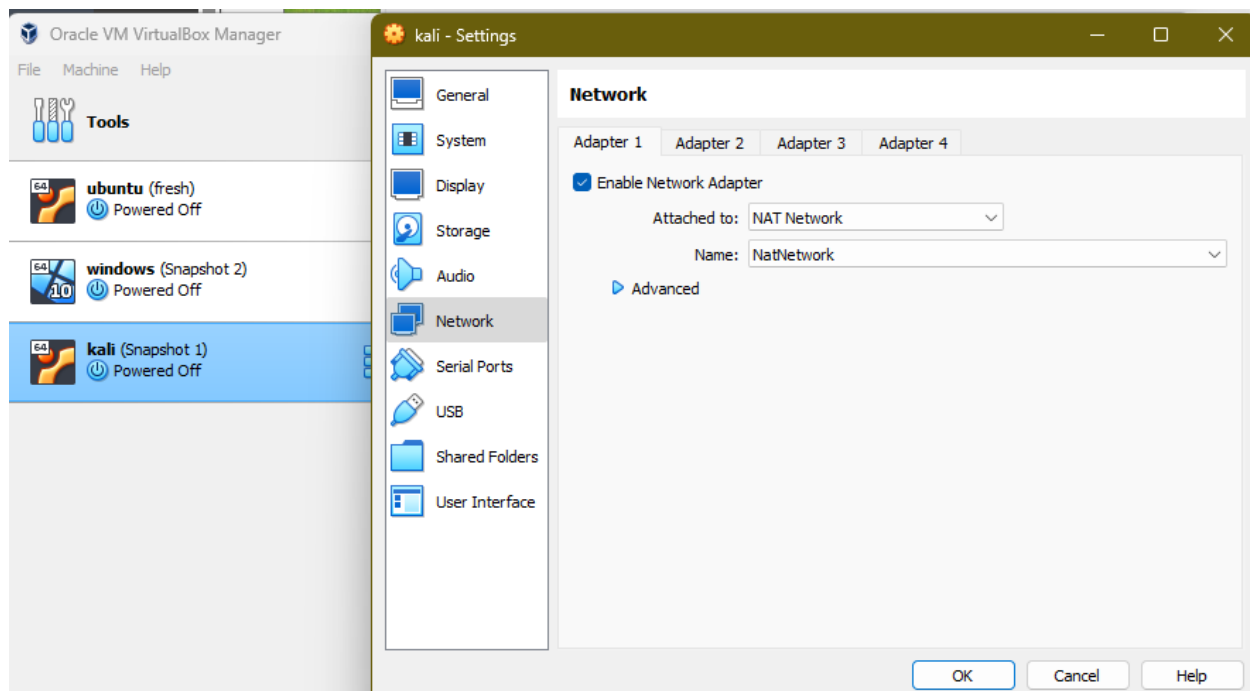 Oracle VM VirtualBox Manager
File Machine Help
Tools
64
ubuntu (fresh)
Powered Off
64
10
windows (Snapshot 2)
Powered Off
64
kali (Snapshot 1)
Powered Off
kali - Settings
General
System
Display
Storage
Audio
Network
Serial Ports
USB
Shared Folders
User Interface
Network
Adapter 1 Adapter 2 Adapter 3 Adapter 4
Enable Network Adapter
Attached to: NAT Network
Name: NatNetwork
Advanced
OK Cancel Help